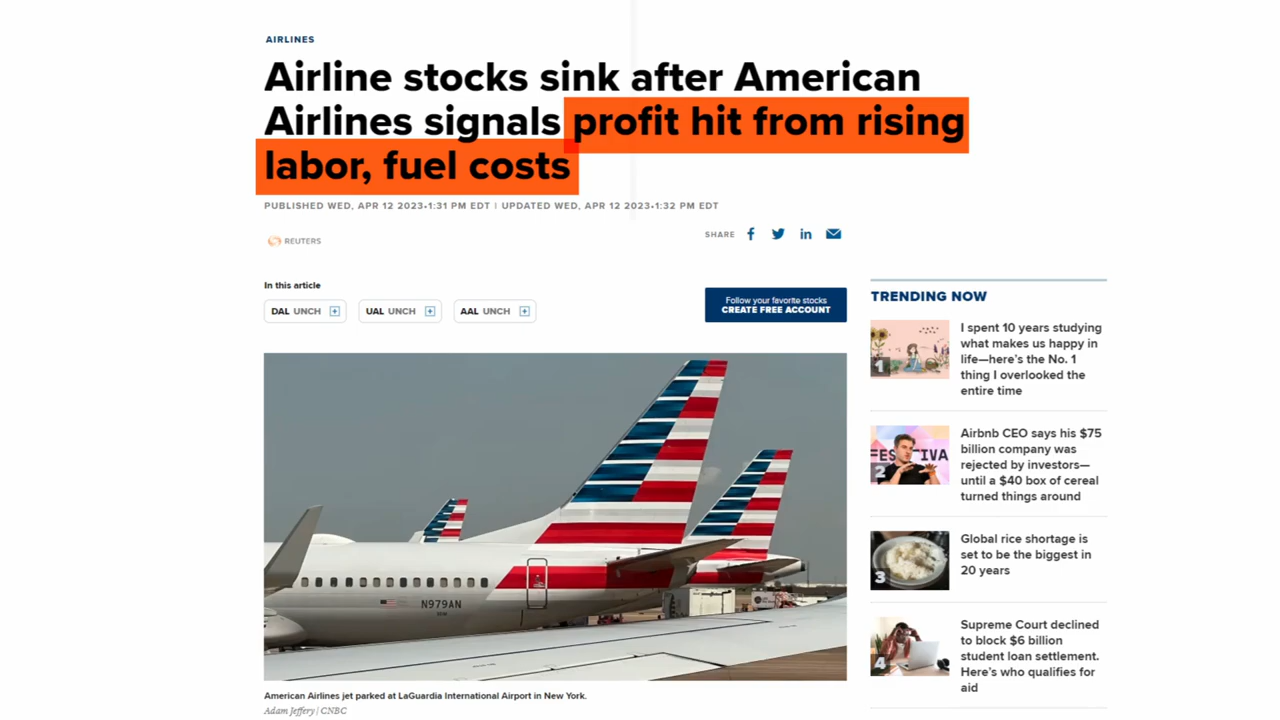 AIRLINES
Airline stocks sink after American
Airlines signals profit hit from rising
labor, fuel costs
PUBLISHED WED, APR 12 2023•1:31 PM EDT | UPDATED WED, APR 12 2023•1:32 PM EDT
REUTERS
SHARE
In this article
DAL UNCH
UAL UNCH
AAL UNCH
Follow your favorite stocks
CREATE FREE ACCOUNT
N979AN
American Airlines jet parked at LaGuardia International Airport in New York.
Adam Jeffery | CNBC
TRENDING NOW
1
I spent 10 years studying
what makes us happy in
life—here's the No. 1
thing I overlooked the
entire time
2
Airbnb CEO says his $75
billion company was
rejected by investors—
until a $40 box of cereal
turned things around
3
Global rice shortage is
set to be the biggest in
20 years
4
Supreme Court declined
to block $6 billion
student loan settlement.
Here's who qualifies for
aid